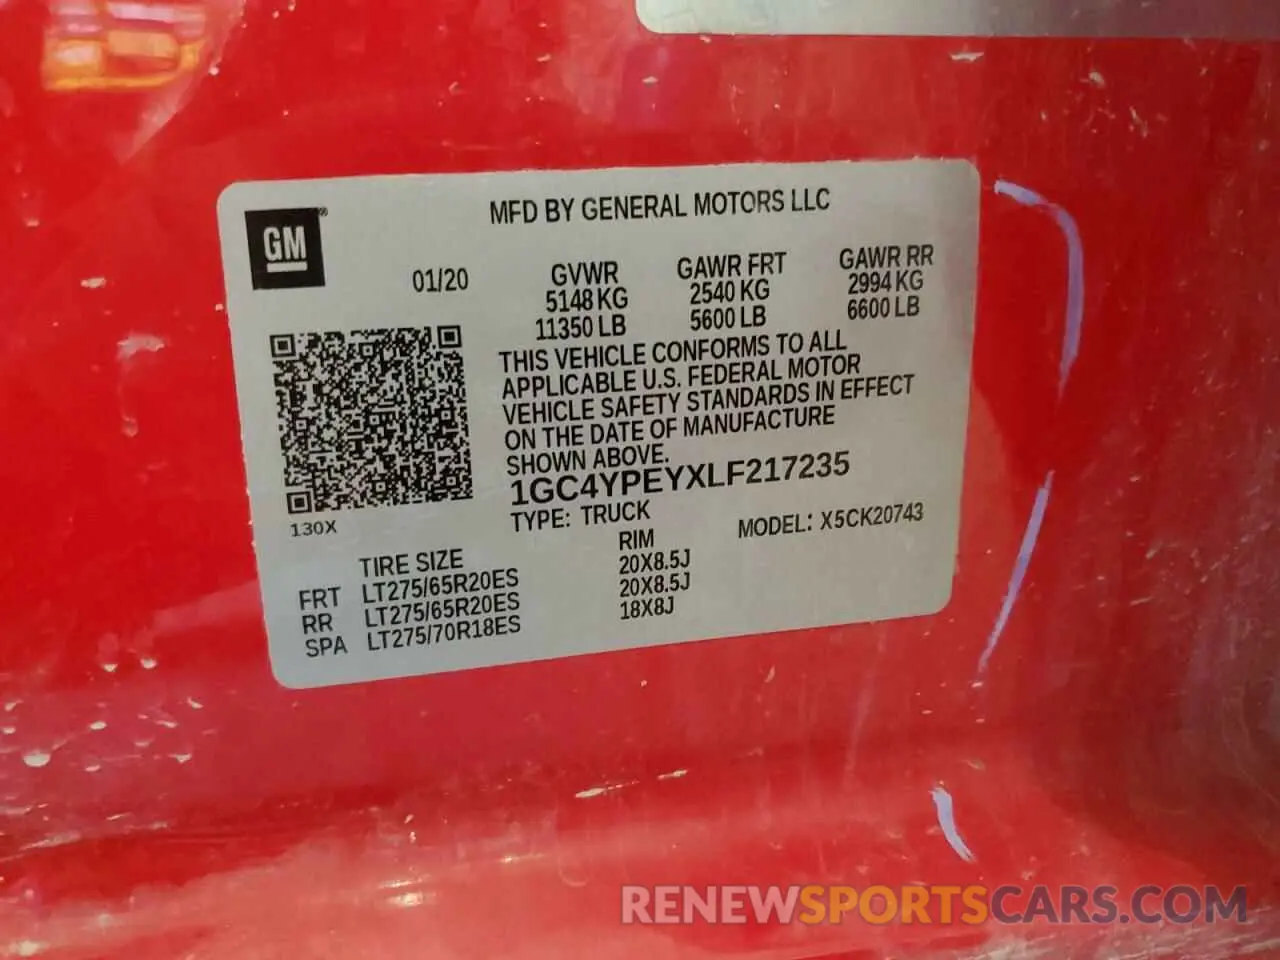 MFD BY GENERAL MOTORS LLC
GM®
01/20
GVWR GAWR FRT GAWR RR
5148 KG 2540 KG 2994 KG
11350 LB 5600 LB 6600 LB
THIS VEHICLE CONFORMS TO ALL
APPLICABLE U.S. FEDERAL MOTOR
VEHICLE SAFETY STANDARDS IN EFFECT
ON THE DATE OF MANUFACTURE
SHOWN ABOVE.
1GC4YPEYXLF217235
130X
TYPE: TRUCK MODEL: X5CK20743
TIRE SIZE RIM
FRT LT275/65R20ES 20X8.5J
RR LT275/65R20ES 20X8.5J
SPA LT275/70R18ES 18X8J
RENEWSPORTSCARS.COM